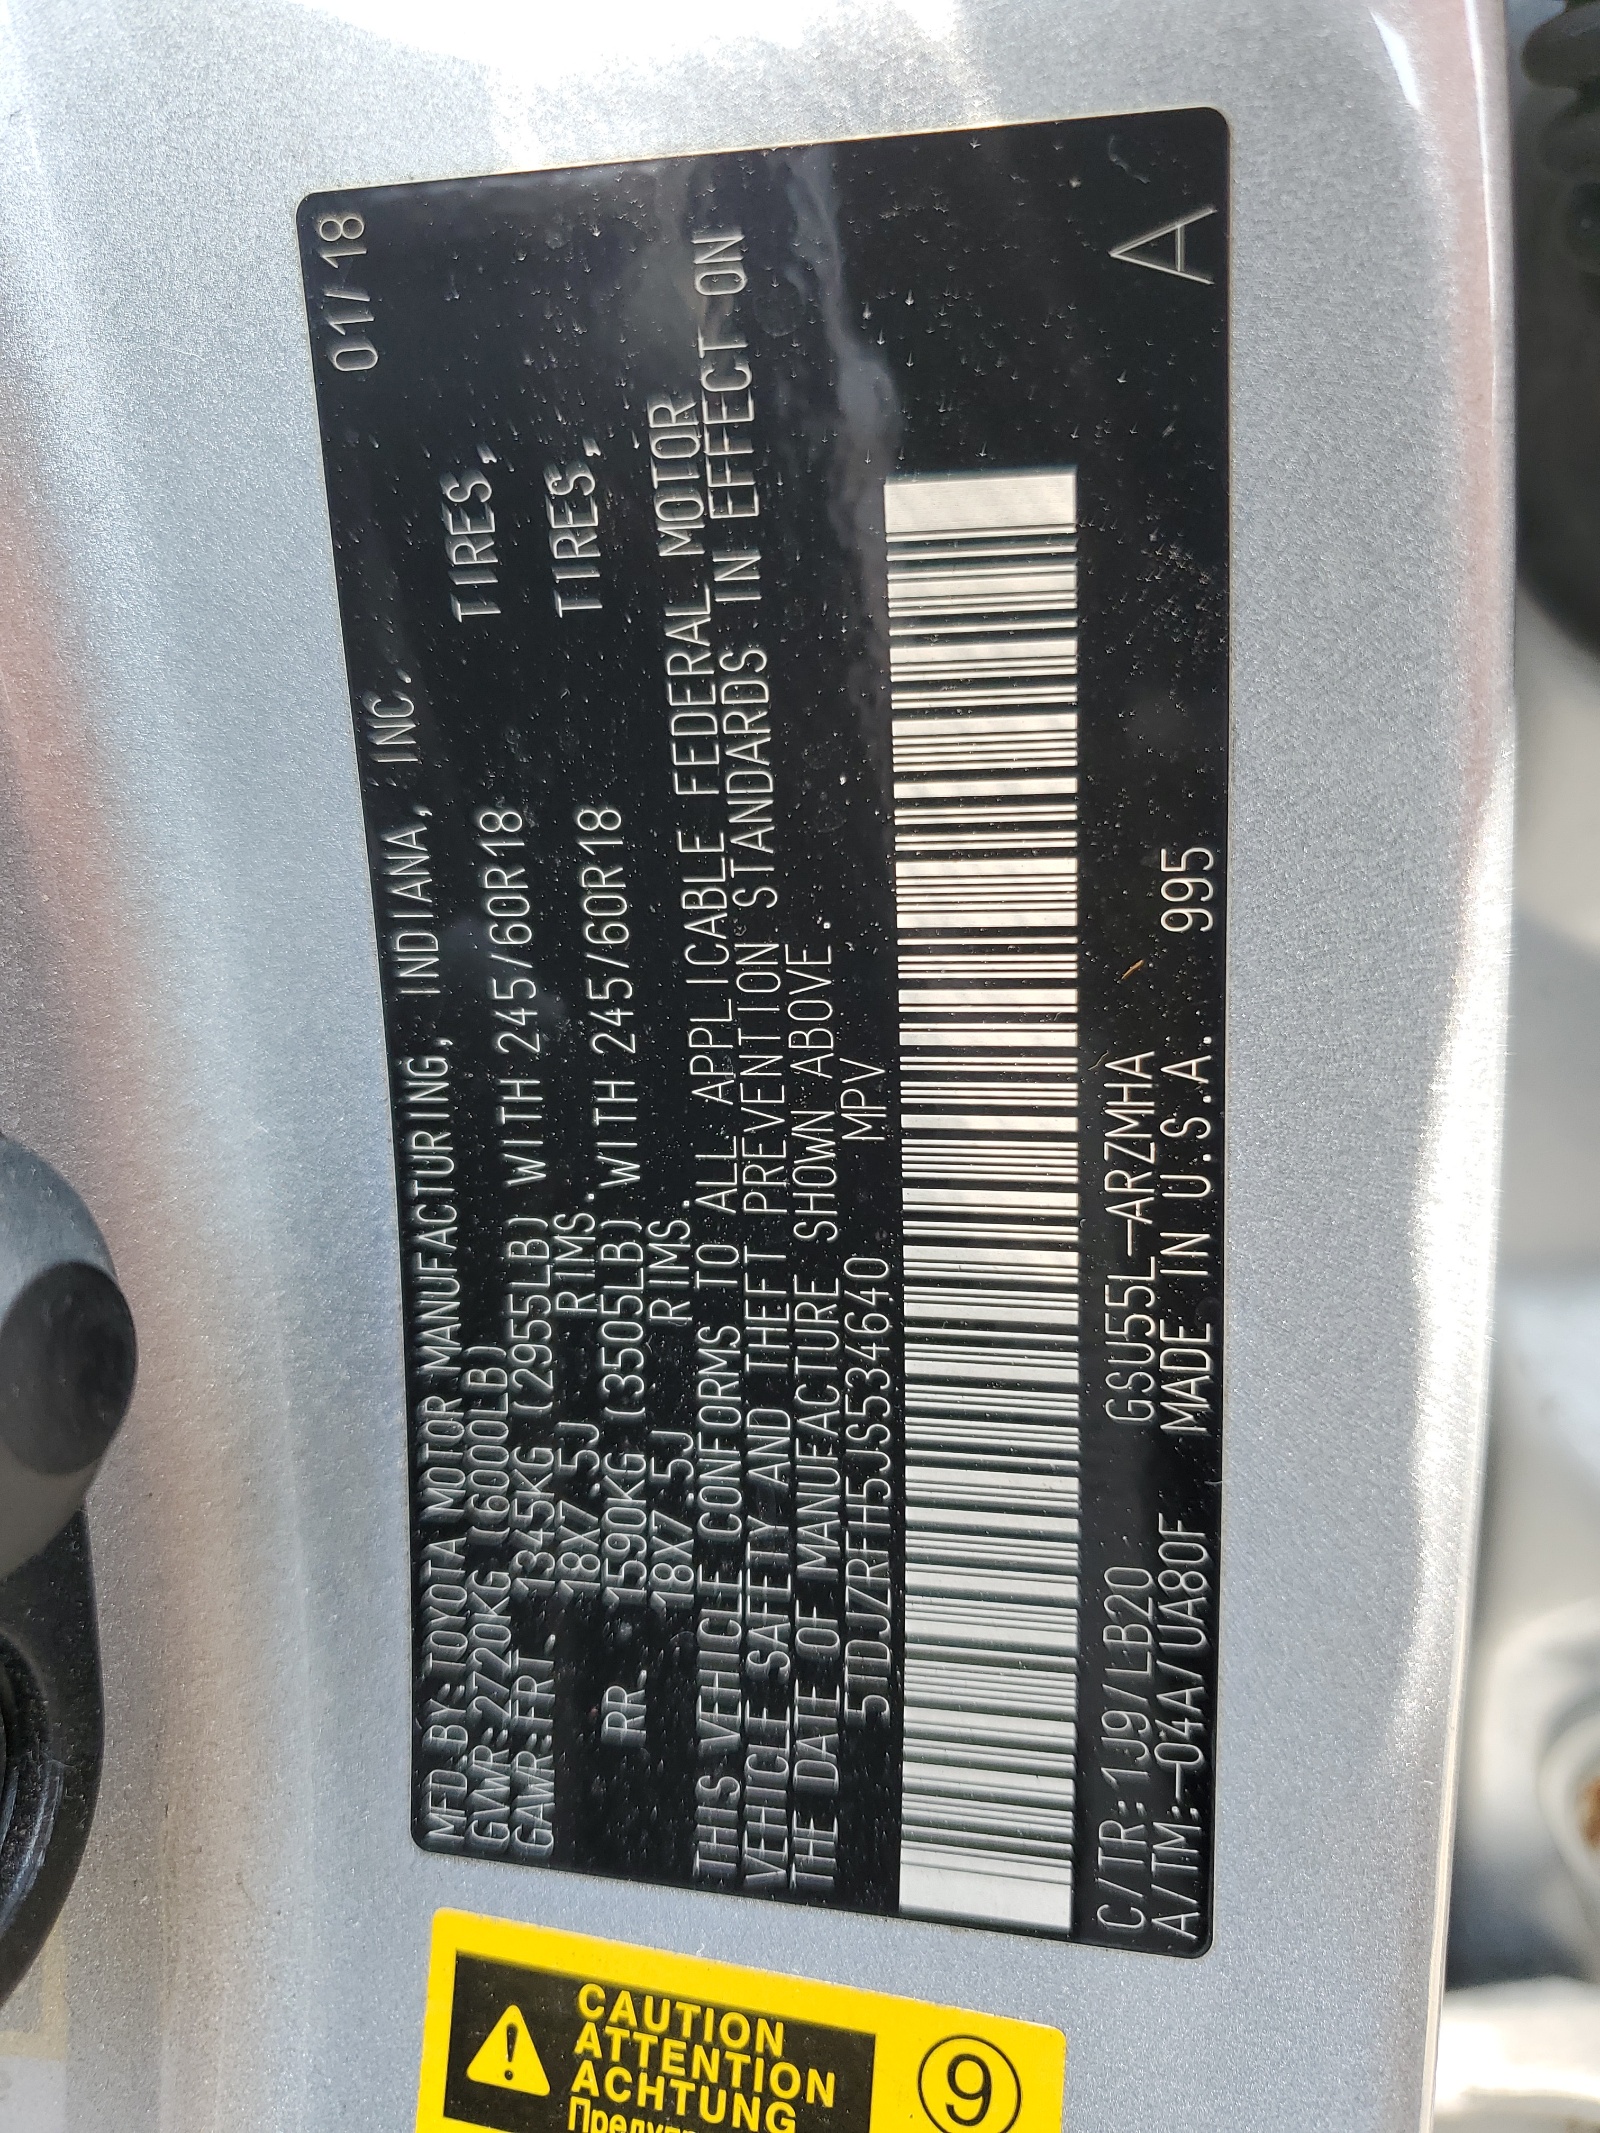 01/18
MFD BY: TOYOTA MOTOR MANUFACTURING, INDIANA, INC.
GVWR:2720KG (6000LB)
GAWR:FRT. 1345KG (2955LB) WITH 245/60R18 TIRES,
18X7.5J RIMS.
RR. 1590KG (3505LB) WITH 245/60R18 TIRES,
18X7.5J RIMS.
THIS VEHICLE CONFORMS TO ALL APPLICABLE FEDERAL MOTOR
VEHICLE SAFETY AND THEFT PREVENTION STANDARDS IN EFFECT ON
THE DATE OF MANUFACTURE SHOWN ABOVE.
5TDJZRFH5JS534640 MPV
C/TR: 1J9/LB20 GSU55L-ARZMHA
A/TM:-04A/UA80F MADE IN U.S.A. 995
A
CAUTION
ATTENTION
ACHTUNG
9